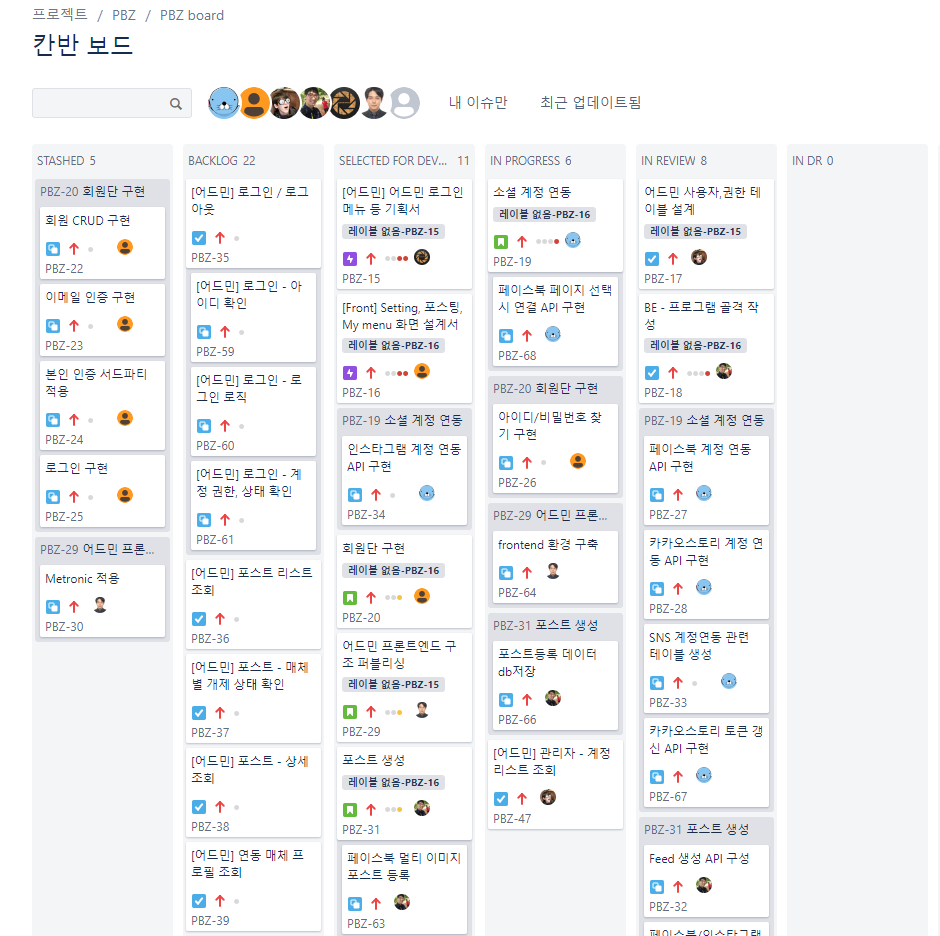 프로젝트 / PBZ / PBZ board
칸반 보드
내 이슈만
최근 업데이트됨
STASHED 5
PBZ-20 회원단 구현
회원 CRUD 구현
PBZ-22
이메일 인증 구현
PBZ-23
본인 인증 서드파티
적용
PBZ-24
로그인 구현
PBZ-25
PBZ-29 어드민 프론...
Metronic 적용
PBZ-30
BACKLOG 22
[어드민] 로그인 / 로그
아웃
PBZ-35
[어드민] 로그인 - 아
이디 확인
PBZ-59
[어드민] 로그인 - 로
그인 로직
PBZ-60
[어드민] 로그인 - 계
정 권한, 상태 확인
PBZ-61
[어드민] 포스트 리스트
조회
PBZ-36
[어드민] 포스트 - 매체
별 개제 상태 확인
PBZ-37
[어드민] 포스트 - 상세
조회
PBZ-38
[어드민] 연동 매체 프
로필 조회
PBZ-39
SELECTED FOR DEV... 11
[어드민] 어드민 로그인
메뉴 등 기획서
레이블 없음-PBZ-15
PBZ-15
[Front] Setting, 포스팅,
My menu 화면 설계서
레이블 없음-PBZ-16
PBZ-16
PBZ-19 소셜 계정 연동
인스타그램 계정 연동
API 구현
PBZ-34
회원단 구현
레이블 없음-PBZ-16
PBZ-20
어드민 프론트엔드 구
조 퍼블리싱
레이블 없음-PBZ-15
PBZ-29
포스트 생성
레이블 없음-PBZ-16
PBZ-31
페이스북 멀티 이미지
포스트 등록
PBZ-63
IN PROGRESS 6
소셜 계정 연동
레이블 없음-PBZ-16
PBZ-19
페이스북 페이지 선택
시 연결 API 구현
PBZ-68
PBZ-20 회원단 구현
아이디/비밀번호 찾
기 구현
PBZ-26
PBZ-29 어드민 프론...
frontend 환경 구축
PBZ-64
PBZ-31 포스트 생성
포스트등록 데이터
db저장
PBZ-66
[어드민] 관리자 - 계정
리스트 조회
PBZ-47
IN REVIEW 8
어드민 사용자,권한 테
이블 설계
레이블 없음-PBZ-15
PBZ-17
BE - 프로그램 골격 작
성
레이블 없음-PBZ-16
PBZ-18
PBZ-19 소셜 계정 연동
페이스북 계정 연동
API 구현
PBZ-27
카카오스토리 계정 연
동 API 구현
PBZ-28
SNS 계정연동 관련
테이블 생성
PBZ-33
카카오스토리 토큰 갱
신 API 구현
PBZ-67
PBZ-31 포스트 생성
Feed 생성 API 구성
PBZ-32
페이스북/인스타그램
IN DR 0